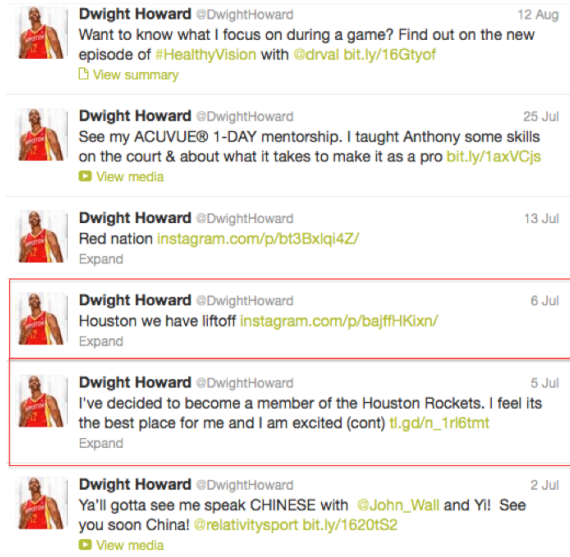 Dwight Howard @DwightHoward 12 Aug
Want to know what I focus on during a game? Find out on the new
episode of #HealthyVision with @drval bit.ly/16Gtyof
View summary
Dwight Howard @DwightHoward 25 Jul
See my ACUVUE® 1-DAY mentorship. I taught Anthony some skills
on the court & about what it takes to make it as a pro bit.ly/1axVCjs
View media
Dwight Howard @DwightHoward 13 Jul
Red nation instagram.com/p/bt3Bxlqi4Z/
Expand
Dwight Howard @DwightHoward 6 Jul
Houston we have liftoff instagram.com/p/bajffHKixn/
Expand
Dwight Howard @DwightHoward 5 Jul
I've decided to become a member of the Houston Rockets. I feel its
the best place for me and I am excited (cont) tl.gd/n_1rl6tmt
Expand
Dwight Howard @DwightHoward 2 Jul
Ya'll gotta see me speak CHINESE with @John_Wall and Yi! See
you soon China! @relativitysport bit.ly/1620tS2
View media